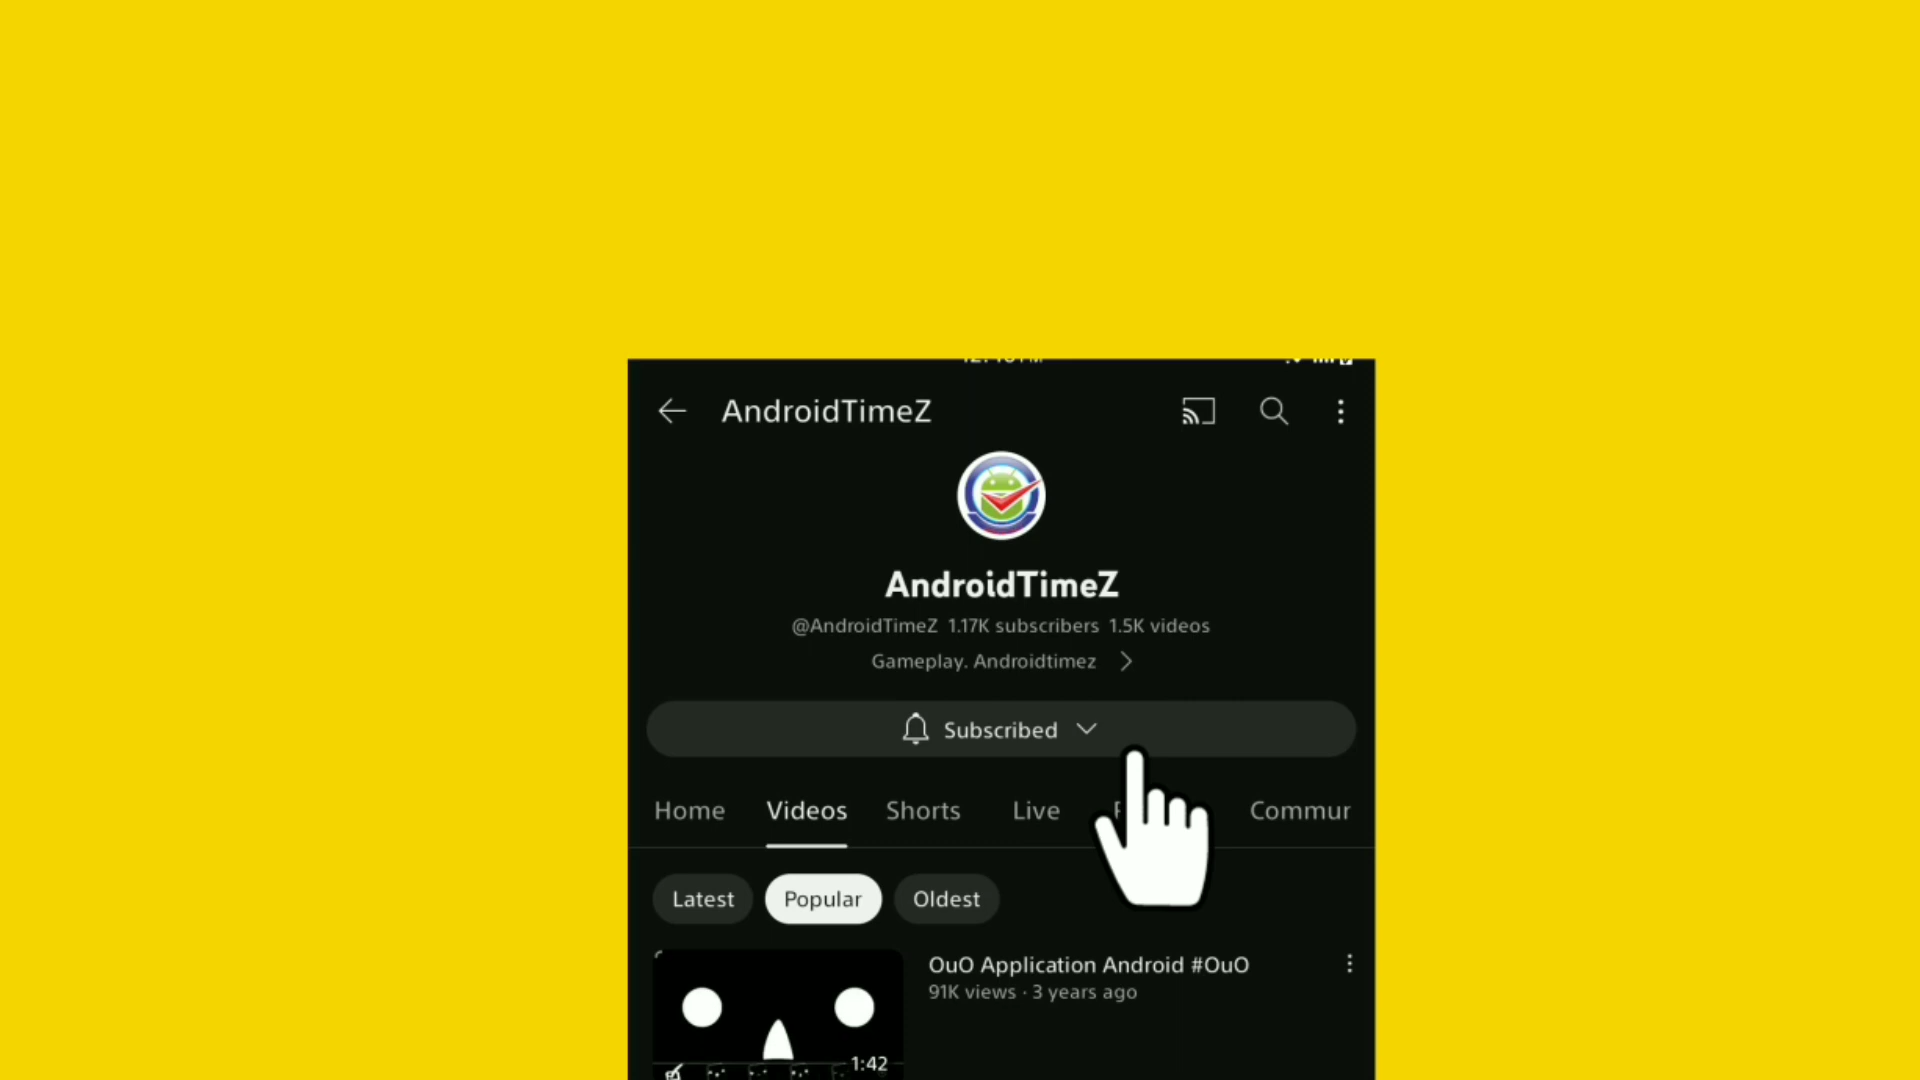 AndroidTimeZ
AndroidTimeZ
@AndroidTimeZ 1.17K subscribers 1.5K videos
Gameplay. Androidtimez
Subscribed
Home Videos Shorts Live Commur
Latest Popular Oldest
OuO Application Android #OuO
91K views · 3 years ago
1:42